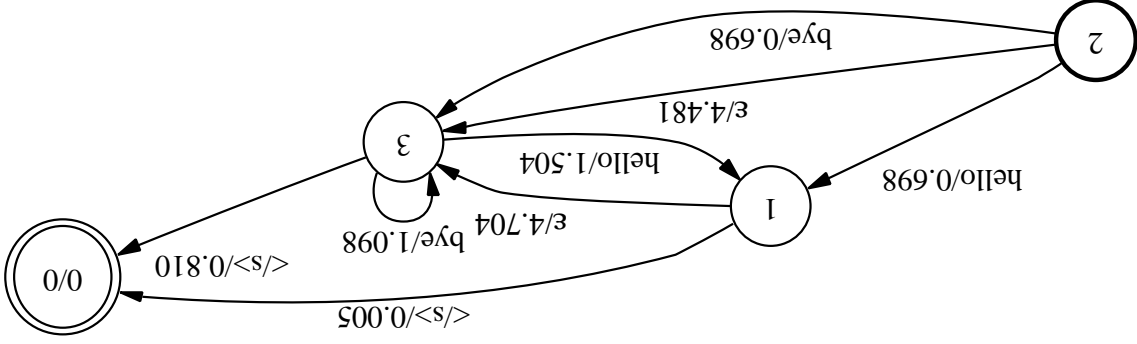 2
hello/0.698
ε/4.481
bye/0.698
1
hello/1.504
ε/4.704
3
bye/1.098
</s>/0.005
</s>/0.810
0/0